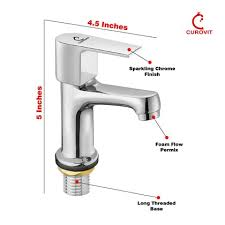 4.5 Inches
CUROVIT
Sparkling Chrome
Finish
5 Inches
Foam Flow
Permix
Long Threaded
Base